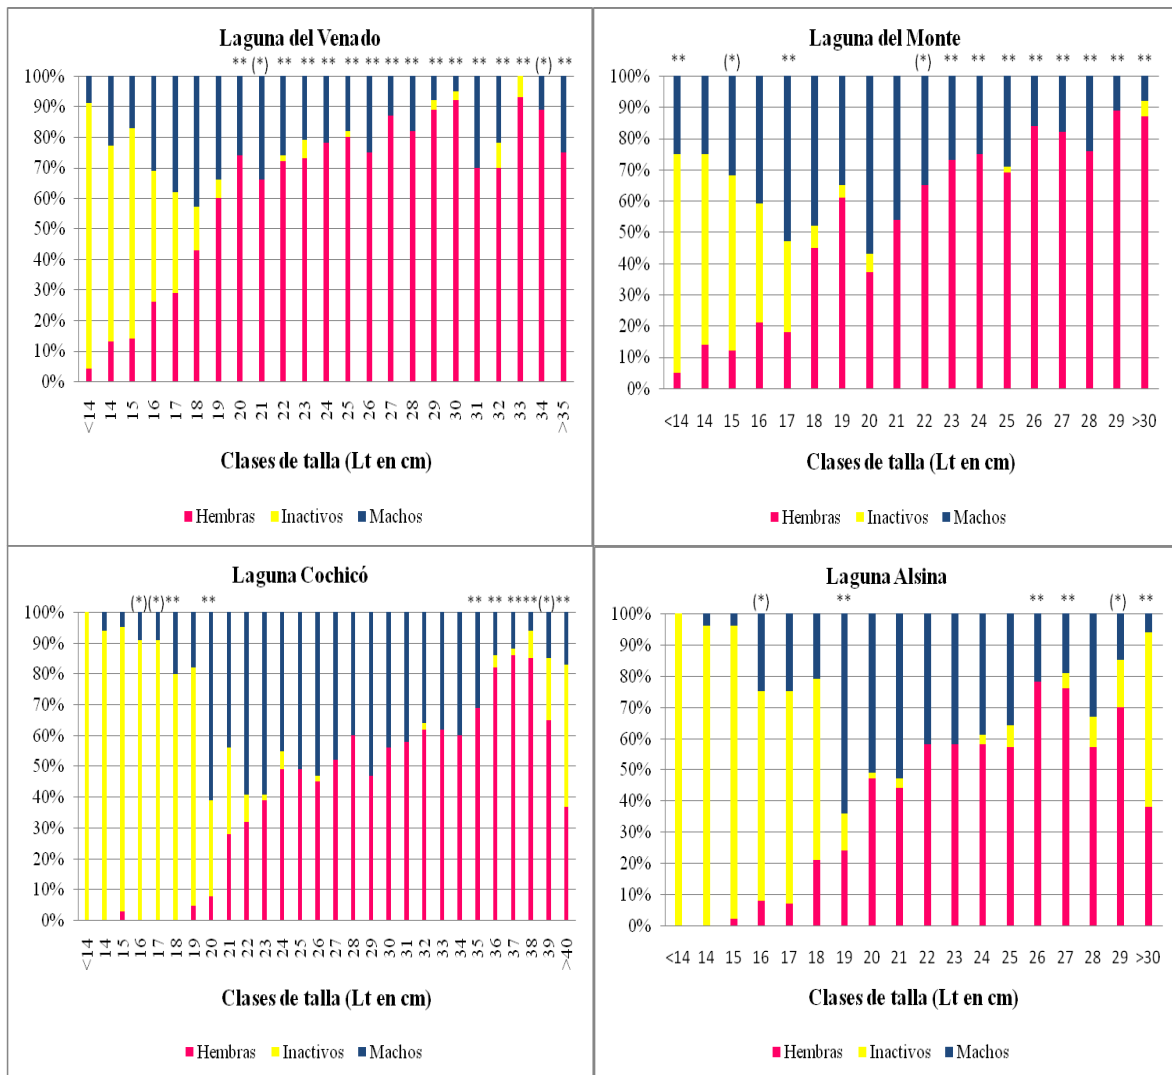 Laguna del Venado
** (*) ** ** ** ** ** ** ** ** ** ** ** ** (*) **
100%
90%
80%
70%
60%
50%
40%
30%
20%
10%
0%
<14 14 15 16 17 18 19 20 21 22 23 24 25 26 27 28 29 30 31 32 33 34 >35
Clases de talla (Lt en cm)
Hembras Inactivos Machos
Laguna del Monte
** (*) ** (*) ** ** ** ** ** ** ** **
100%
90%
80%
70%
60%
50%
40%
30%
20%
10%
0%
<14 14 15 16 17 18 19 20 21 22 23 24 25 26 27 28 29 >30
Clases de talla (Lt en cm)
Hembras Inactivos Machos
Laguna Cochicó
(*) (*) ** ** ** ** ** ** (*) **
100%
90%
80%
70%
60%
50%
40%
30%
20%
10%
0%
<14 14 15 16 17 18 19 20 21 22 23 24 25 26 27 28 29 30 31 32 33 34 35 36 37 38 39 >40
Clases de talla (Lt en cm)
Hembras Inactivos Machos
Laguna Alsina
(*) ** ** ** (*) **
100%
90%
80%
70%
60%
50%
40%
30%
20%
10%
0%
<14 14 15 16 17 18 19 20 21 22 23 24 25 26 27 28 29 >30
Clases de talla (Lt en cm)
Hembras Inactivos Machos